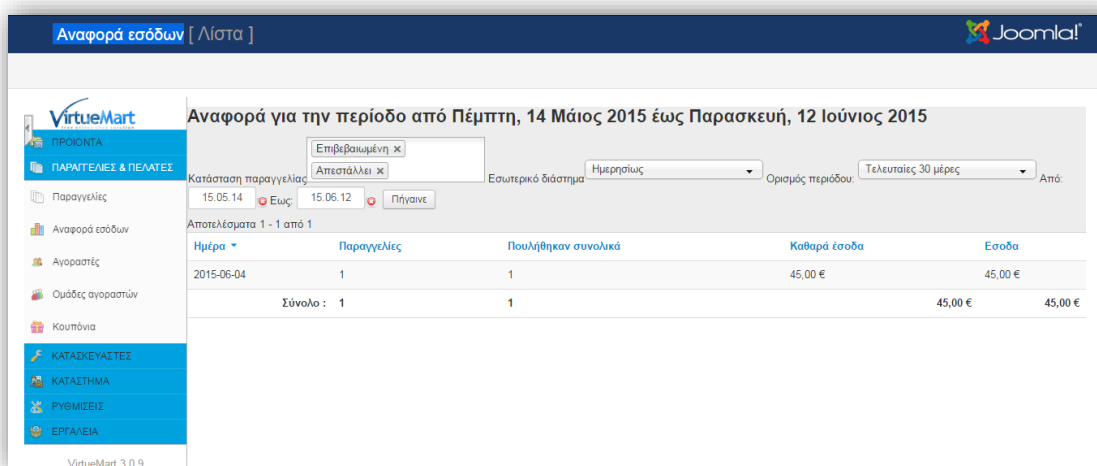 Αναφορά εσόδων [ Λίστα ]
Joomla!
VirtueMart
Αναφορά για την περίοδο από Πέμπτη, 14 Μάιος 2015 έως Παρασκευή, 12 Ιούνιος 2015
ΠΡΟΙΟΝΤΑ
ΠΑΡΑΓΓΕΛΙΕΣ & ΠΕΛΑΤΕΣ
Παραγγελίες
Αναφορά εσόδων
Αγοραστές
Ομάδες αγοραστών
Κουπόνια
ΚΑΤΑΣΚΕΥΑΣΤΕΣ
ΚΑΤΑΣΤΗΜΑ
ΡΥΘΜΙΣΕΙΣ
ΕΡΓΑΛΕΙΑ
VirtueMart 3.0.9
Κατάσταση παραγγελίας Επιβεβαιωμένη × Απεστάλλει × Εσωτερικό διάστημα Ημερησίως Ορισμός περιόδου: Τελευταίες 30 μέρες Από:
15.05.14 Εως: 15.06.12 Πήγαινε
Αποτελέσματα 1 - 1 από 1
Ημέρα Παραγγελίες Πουλήθηκαν συνολικά Καθαρά έσοδα Εσοδα
2015-06-04 1 1 45,00 € 45,00 €
Σύνολο : 1 1 45,00 € 45,00 €